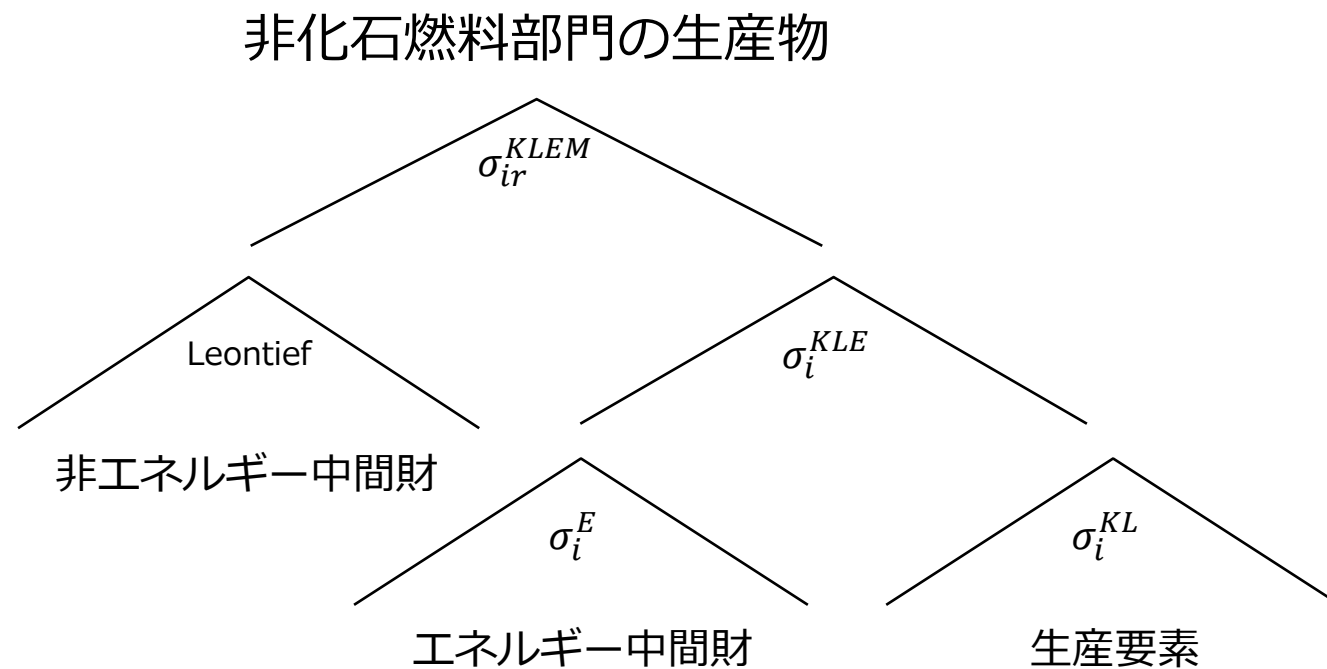 非化石燃料部門の生産物
σ_{ir}^{KLEM}
Leontief
σ_i^{KLE}
非エネルギー中間財
σ_i^E
σ_i^{KL}
エネルギー中間財
生産要素